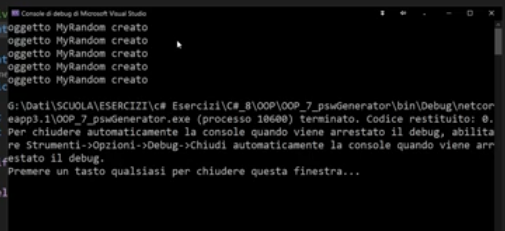 Console di debug di Microsoft Visual Studio
oggetto MyRandom creato
oggetto MyRandom creato
oggetto MyRandom creato
oggetto MyRandom creato
oggetto MyRandom creato
G:\Dati\SCUOLA\ESERCIZI\c# Esercizi\C#_8\OOP\OOP_7_pswGenerator\bin\Debug\netcor
eapp3.1\OOP_7_pswGenerator.exe (processo 10600) terminato. Codice restituito: 0.
Per chiudere automaticamente la console quando viene arrestato il debug, abilita
re Strumenti->Opzioni->Debug->Chiudi automaticamente la console quando viene arr
estato il debug.
Premere un tasto qualsiasi per chiudere questa finestra...